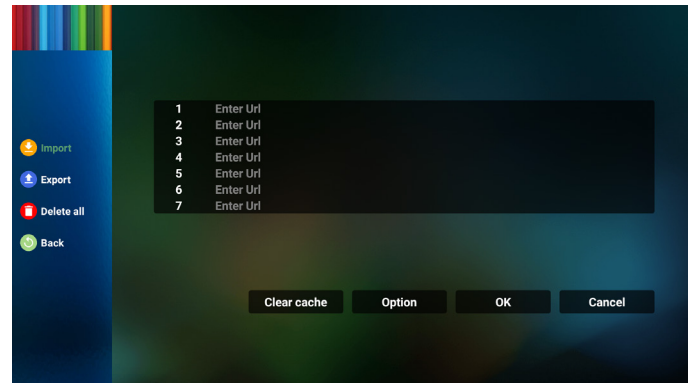 Import
Export
Delete all
Back
1 Enter Url
2 Enter Url
3 Enter Url
4 Enter Url
5 Enter Url
6 Enter Url
7 Enter Url
Clear cache Option OK Cancel